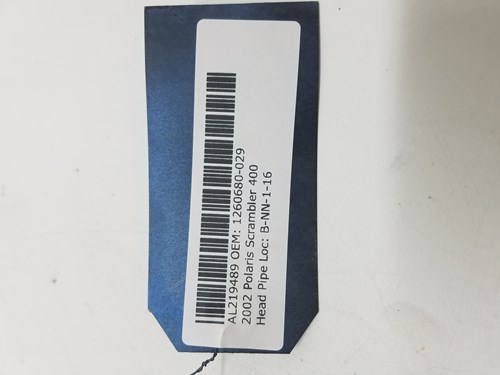 AL219489 OEM: 1260680-029
2002 Polaris Scrambler 400
Head Pipe Loc: B-NN-1-16